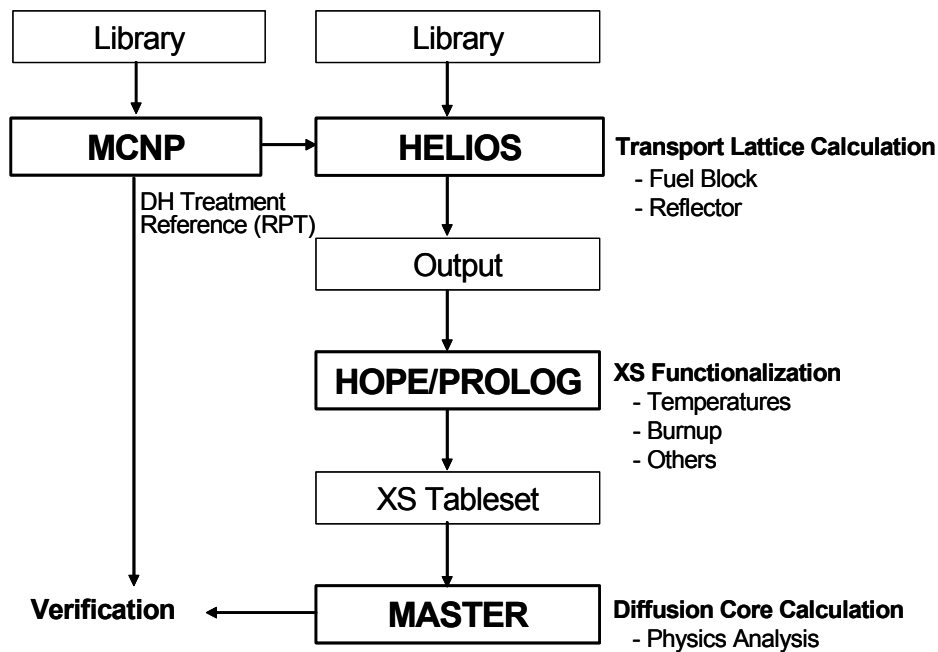 Library
Library
MCNP
HELIOS
Transport Lattice Calculation
- Fuel Block
- Reflector
DH Treatment
Reference (RPT)
Output
HOPE/PROLOG
XS Functionalization
- Temperatures
- Burnup
- Others
XS Tableset
Verification
MASTER
Diffusion Core Calculation
- Physics Analysis